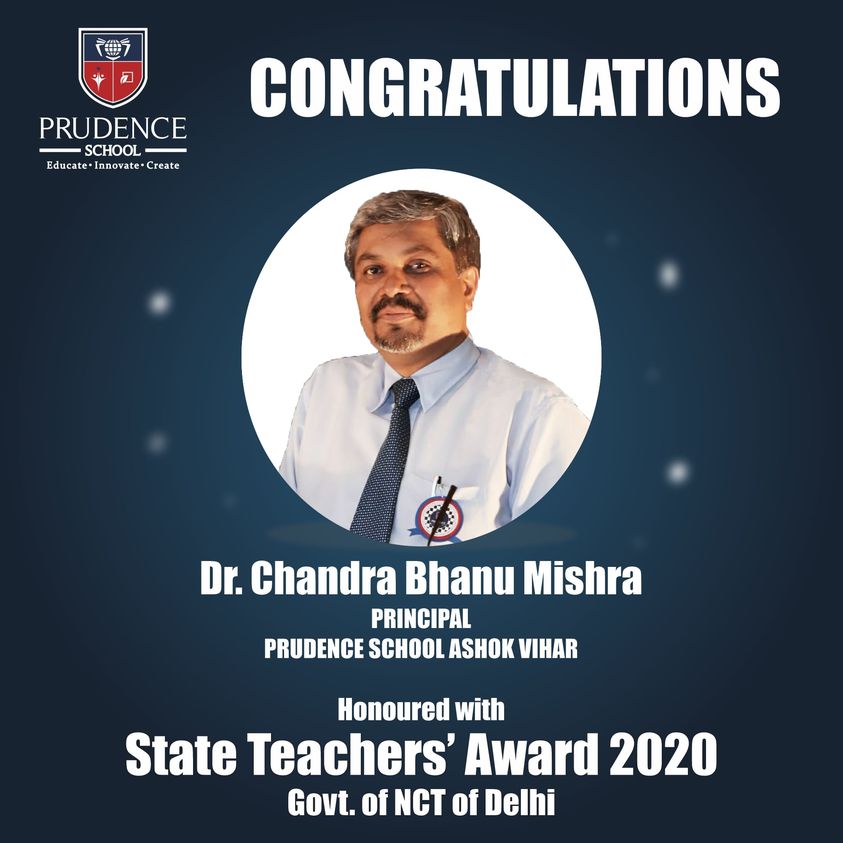 PRUDENCE
SCHOOL
Educate • Innovate • Create
CONGRATULATIONS
Dr. Chandra Bhanu Mishra
PRINCIPAL
PRUDENCE SCHOOL ASHOK VIHAR
Honoured with
State Teachers’ Award 2020
Govt. of NCT of Delhi